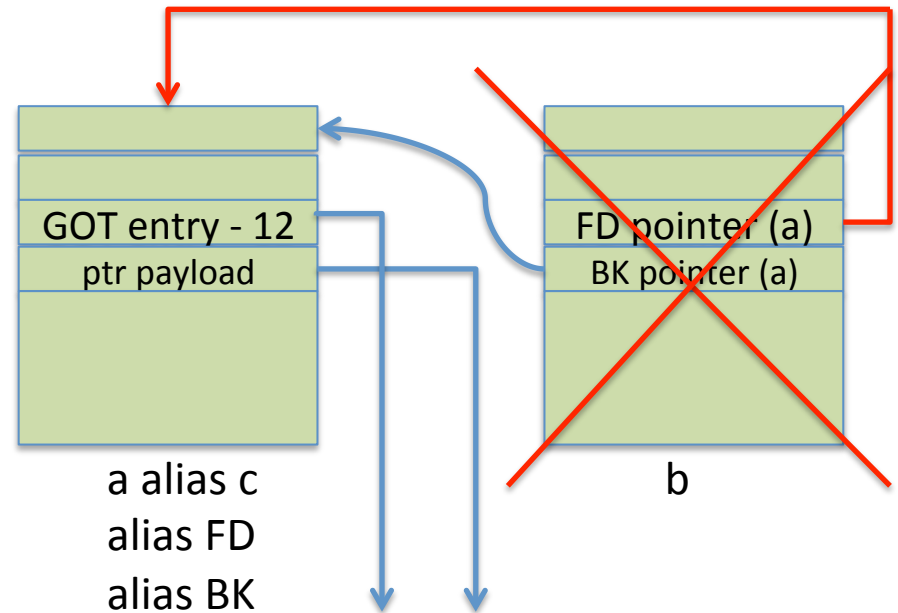 GOT entry - 12
ptr payload
a alias c
alias FD
alias BK
FD pointer (a)
BK pointer (a)
b